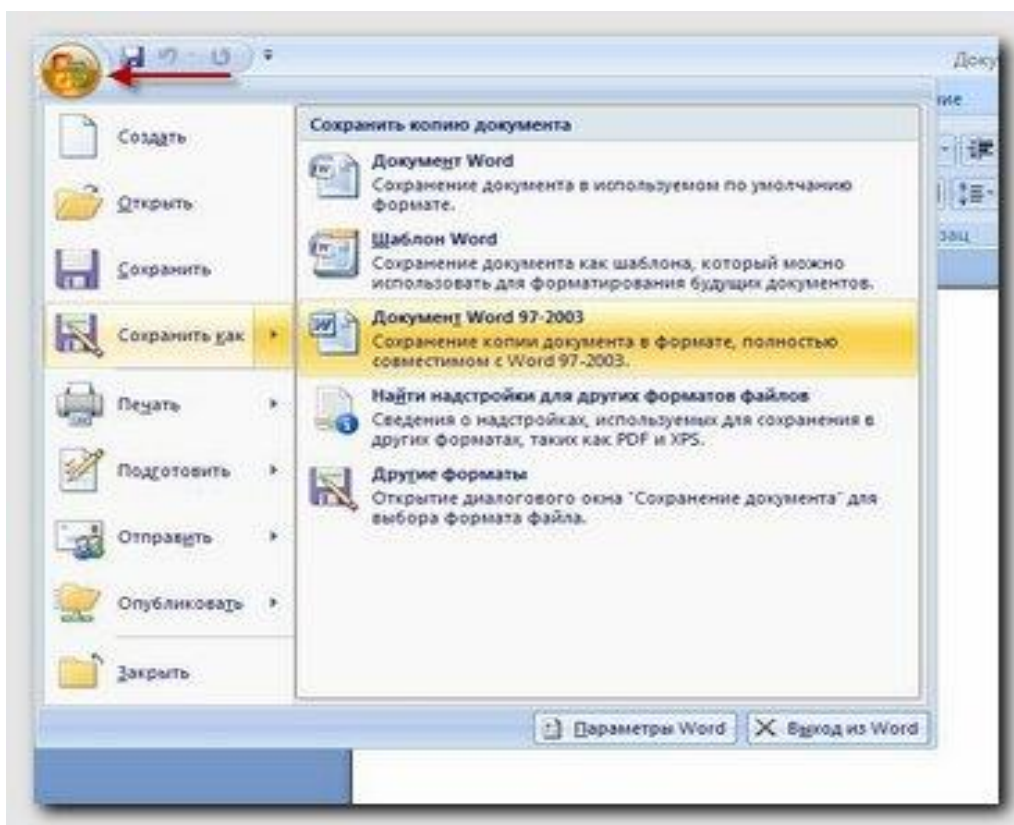 Доку
Создать
Открыть
Сохранить
Сохранить как
Печать
Подготовить
Отправить
Опубликовать
Закрыть
Сохранить копию документа
Документ Word
Сохранение документа в используемом по умолчанию
формате.
Шаблон Word
Сохранение документа как шаблона, который можно
использовать для форматирования будущих документов.
Документ Word 97-2003
Сохранение копии документа в формате, полностью
совместимом с Word 97-2003.
Найти надстройки для других форматов файлов
Сведения о надстройках, используемых для сохранения в
других форматах, таких как PDF и XPS.
Другие форматы
Открытие диалогового окна "Сохранение документа" для
выбора формата файла.
ние
зац
Параметры Word
Выход из Word